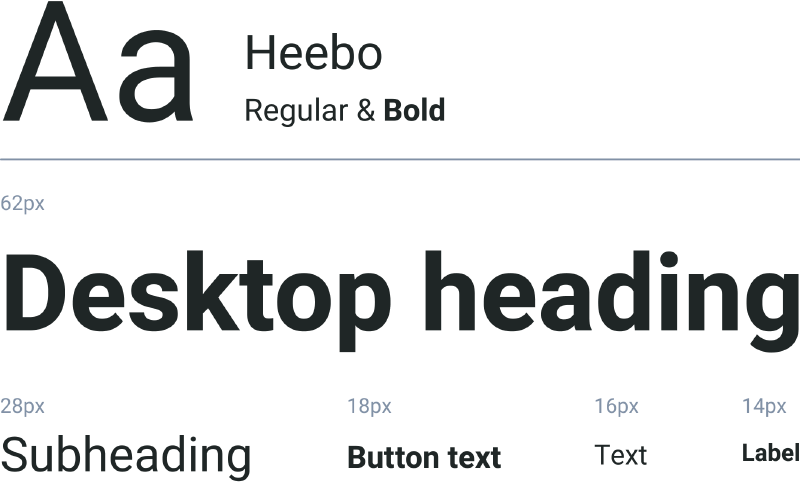 Aa
Heebo
Regular & Bold
62px
Desktop heading
28px 18px 16px 14px
Subheading Button text Text Label